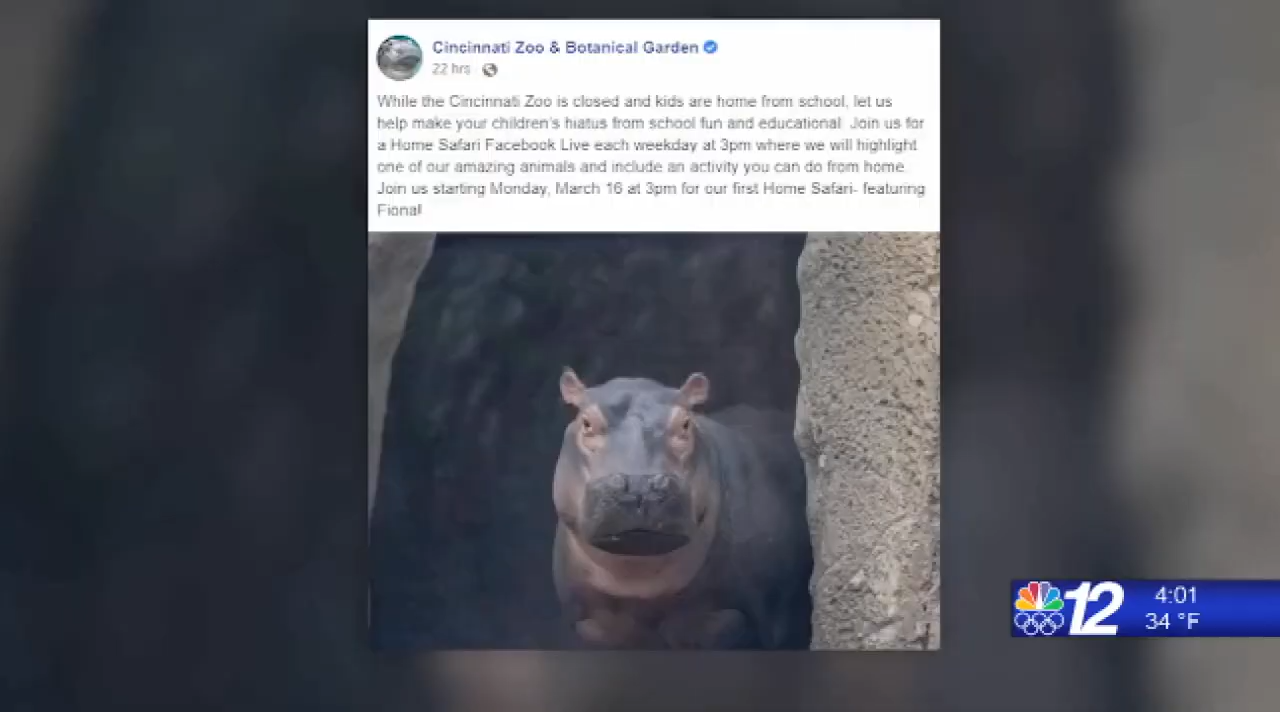 Cincinnati Zoo & Botanical Garden
22 hrs
While the Cincinnati Zoo is closed and kids are home from school, let us
help make your children's hiatus from school fun and educational. Join us for
a Home Safari Facebook Live each weekday at 3pm where we will highlight
one of our amazing animals and include an activity you can do from home.
Join us starting Monday, March 16 at 3pm for our first Home Safari- featuring
Fiona!
12
4:01
34 °F